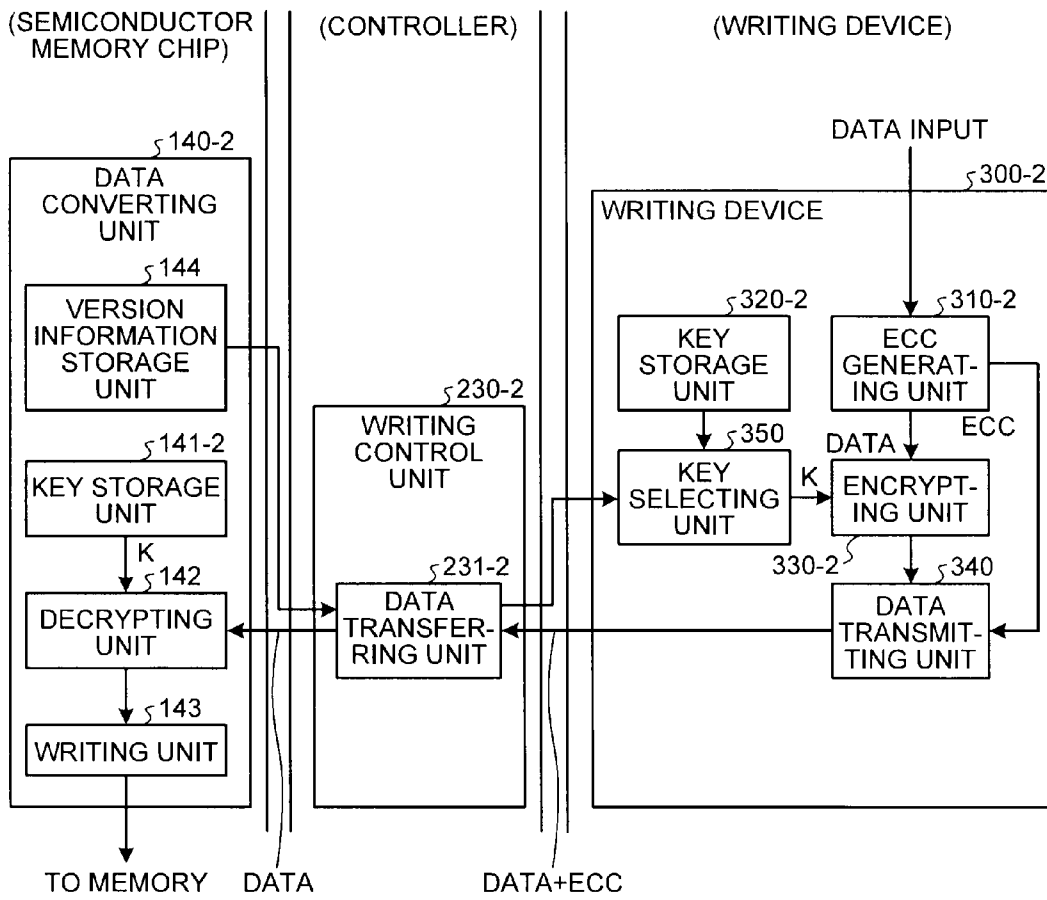 (SEMICONDUCTOR
MEMORY CHIP)
(CONTROLLER)
(WRITING DEVICE)
DATA INPUT
140-2
DATA
CONVERTING
UNIT
144
VERSION
INFORMATION
STORAGE
UNIT
141-2
KEY STORAGE
UNIT
K
142
DECRYPTING
UNIT
143
WRITING UNIT
TO MEMORY
230-2
WRITING
CONTROL
UNIT
231-2
DATA
TRANSFER-
RING UNIT
DATA
DATA+ECC
300-2
WRITING DEVICE
320-2
KEY
STORAGE
UNIT
310-2
ECC
GENERAT-
ING UNIT
ECC
350
KEY
SELECTING
UNIT
K
DATA
ENCRYPT-
ING UNIT
330-2
340
DATA
TRANSMIT-
TING UNIT